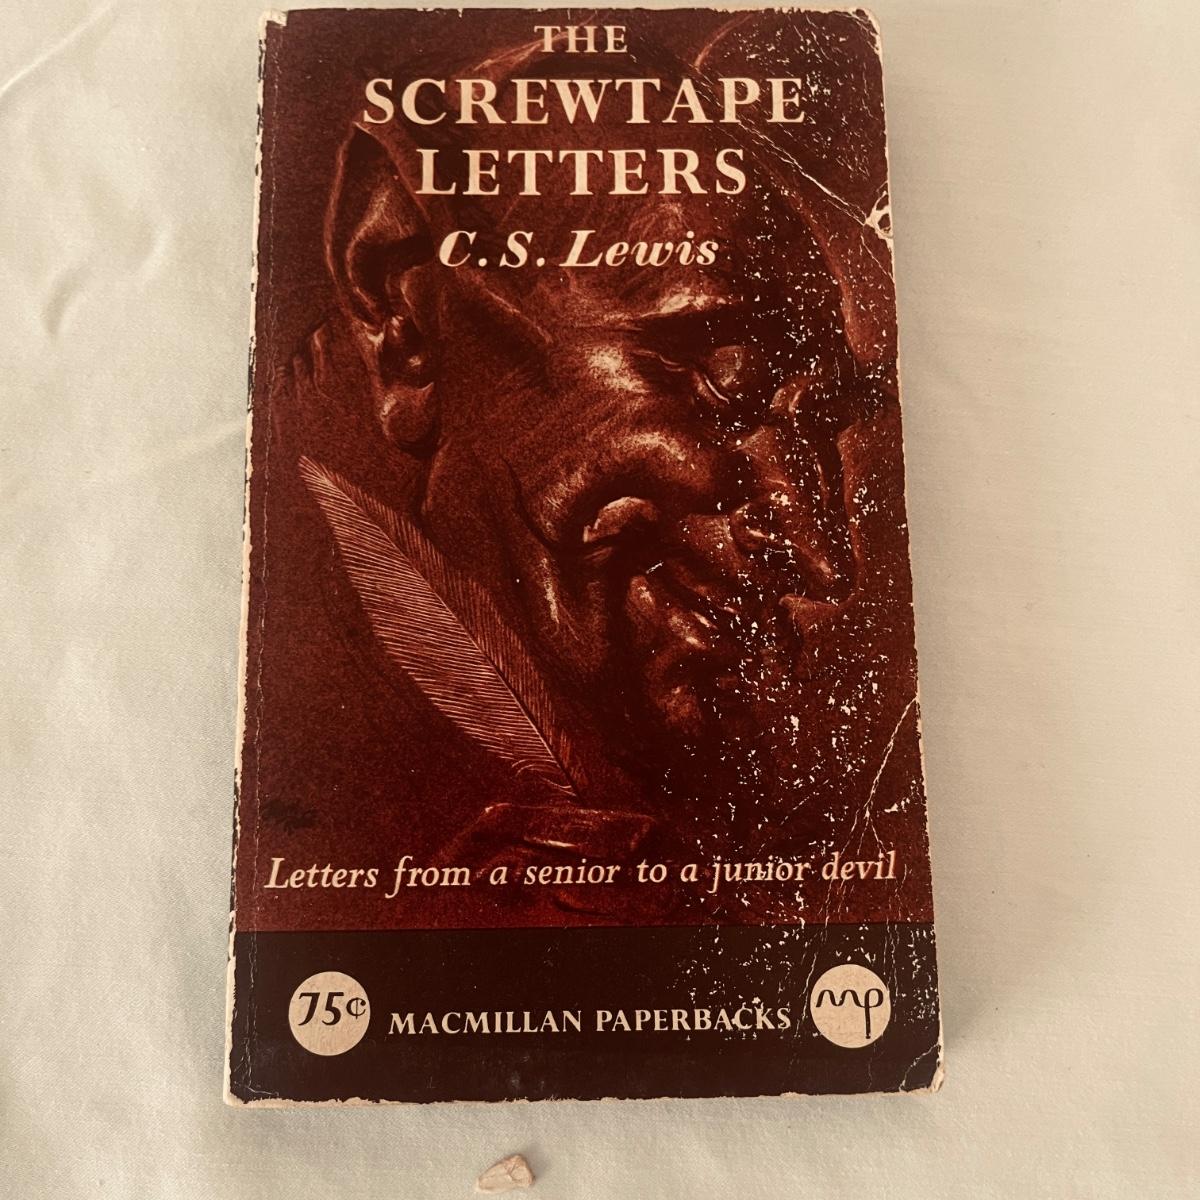 THE
SCREWTAPE
LETTERS
C. S. Lewis
Letters from a senior to a junior devil
75¢ MACMILLAN PAPERBACKS mp